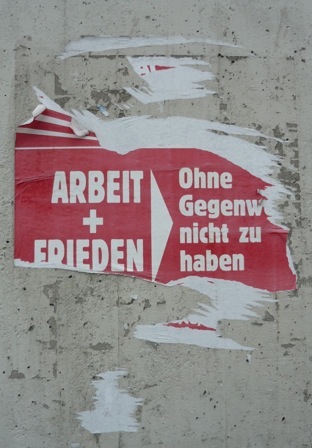 ARBEIT
+
FRIEDEN
Ohne
Gegenw
nicht zu
haben